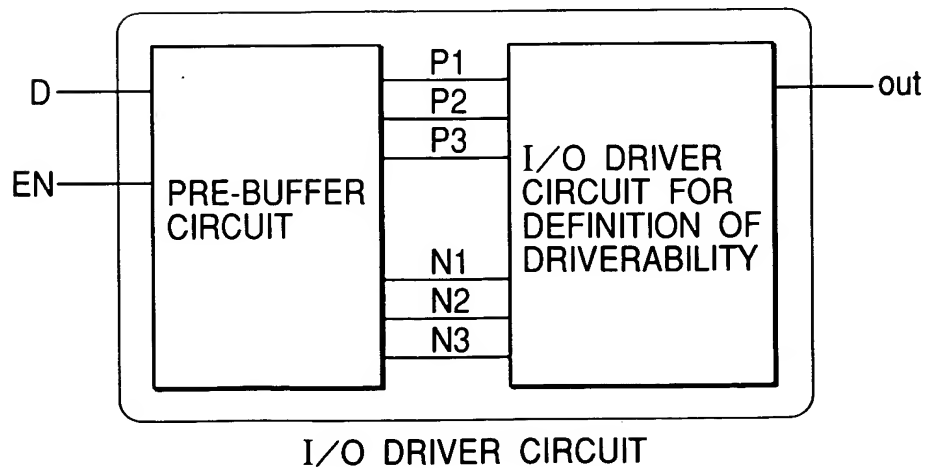 D
EN
PRE-BUFFER
CIRCUIT
P1
P2
P3
N1
N2
N3
I/O DRIVER
CIRCUIT FOR
DEFINITION OF
DRIVERABILITY
out
I/O DRIVER CIRCUIT